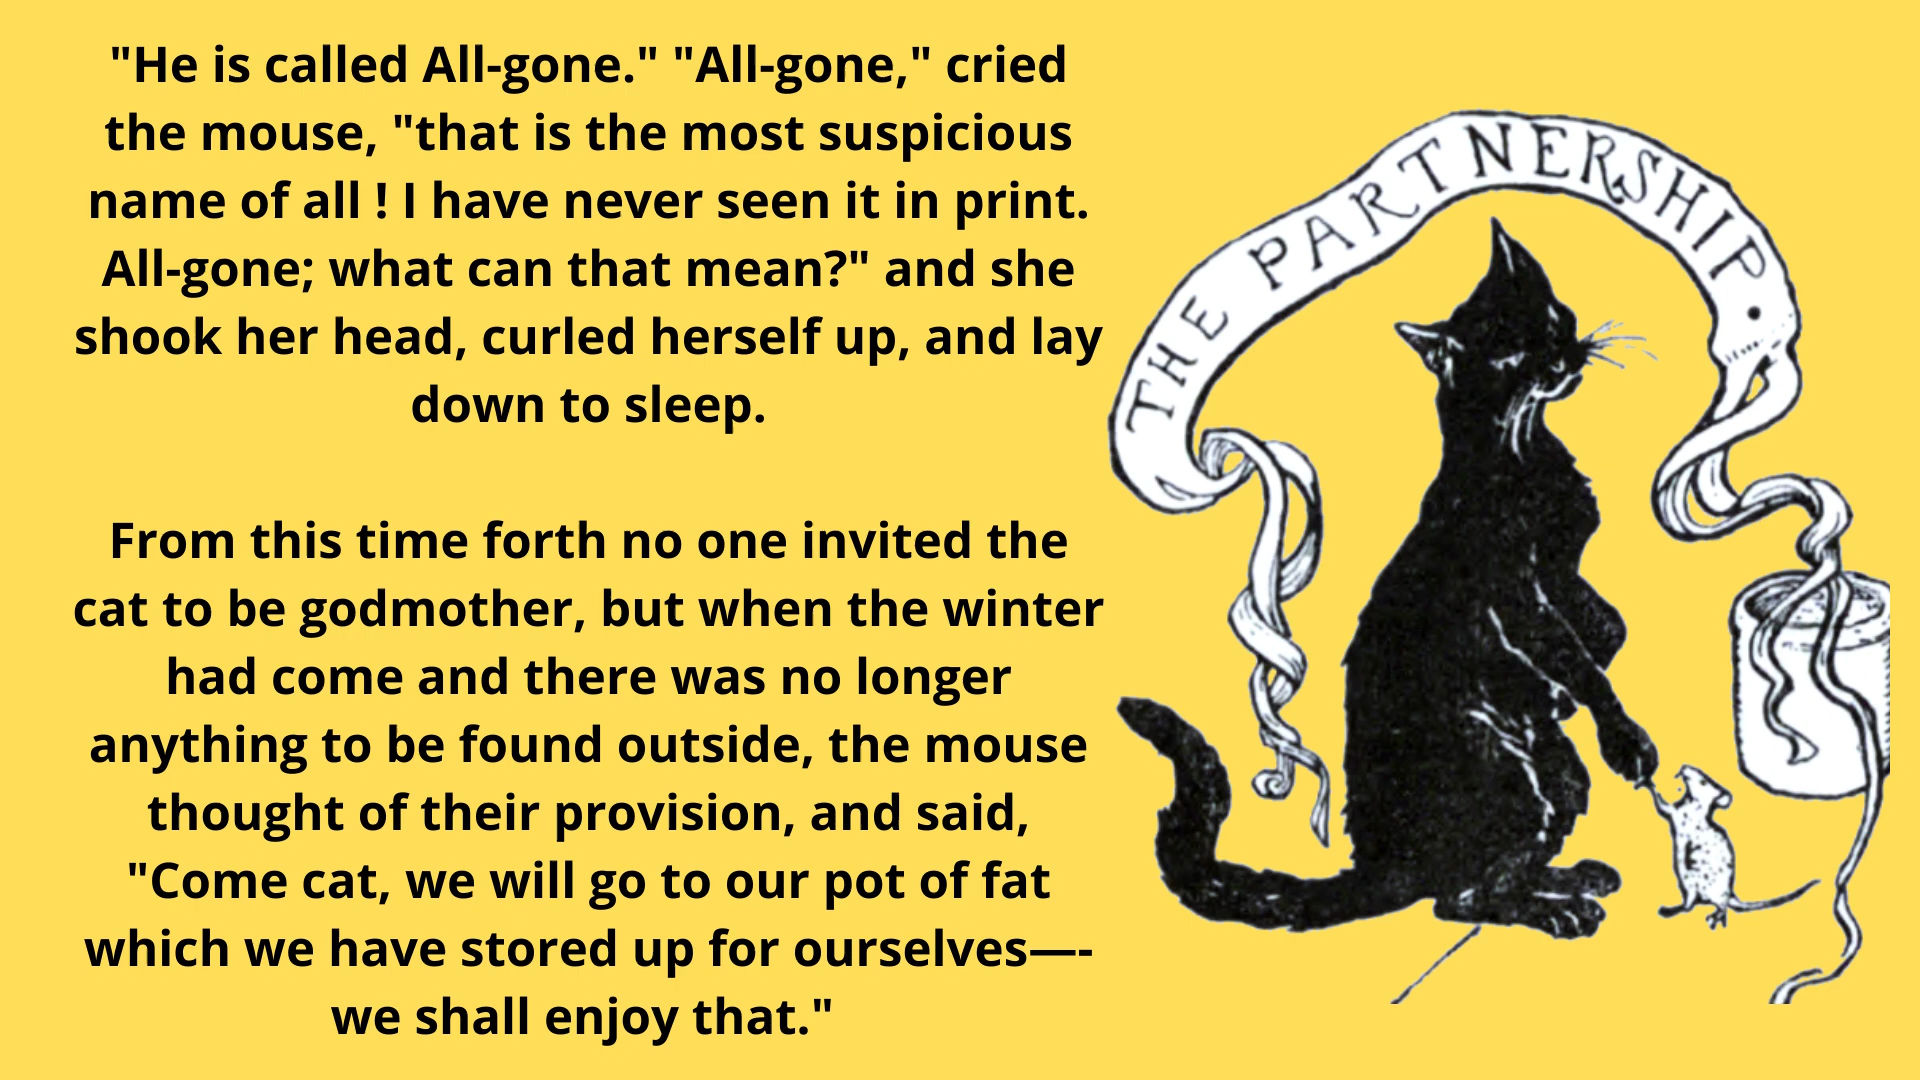 "He is called All-gone." "All-gone," cried
the mouse, "that is the most suspicious
name of all ! I have never seen it in print.
All-gone; what can that mean?" and she
shook her head, curled herself up, and lay
down to sleep.
From this time forth no one invited the
cat to be godmother, but when the winter
had come and there was no longer
anything to be found outside, the mouse
thought of their provision, and said,
"Come cat, we will go to our pot of fat
which we have stored up for ourselves—-
we shall enjoy that."
THE PARTNERSHIP.